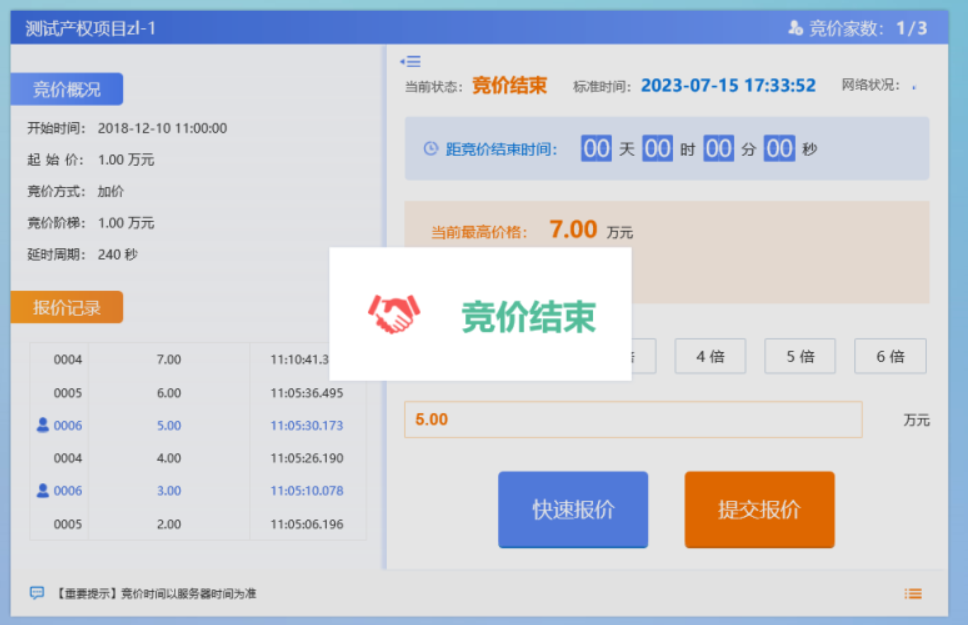 测试产权项目zl-1
竞价家数: 1/3
竞价概况
开始时间: 2018-12-10 11:00:00
起 始 价: 1.00 万元
竞价方式: 加价
竞价阶梯: 1.00 万元
延时周期: 240 秒
报价记录
0004 7.00 11:10:41.3
0005 6.00 11:05:36.495
0006 5.00 11:05:30.173
0004 4.00 11:05:26.190
0006 3.00 11:05:10.078
0005 2.00 11:05:06.196
当前状态: 竞价结束 标准时间: 2023-07-15 17:33:52 网络状况:
距竞价结束时间: 00 天 00 时 00 分 00 秒
当前最高价格: 7.00 万元
竞价结束
4 倍 5 倍 6 倍
5.00 万元
快速报价 提交报价
【重要提示】竞价时间以服务器时间为准